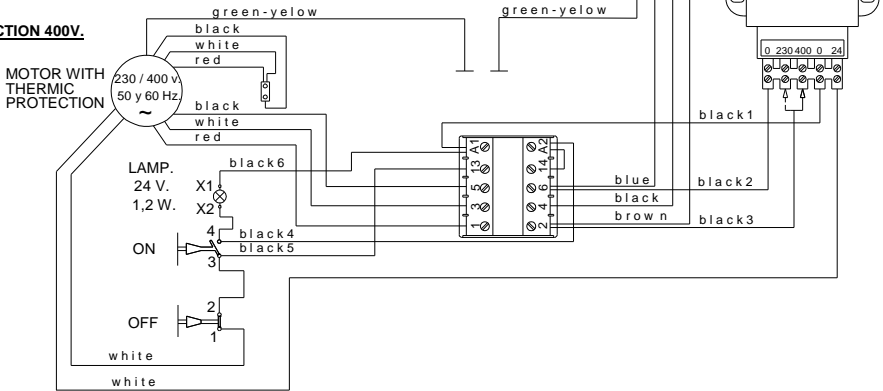 green-yelow
green-yelow
CTION 400V.
black
white
red
MOTOR WITH
THERMIC
PROTECTION
230 / 400 v.
50 y 60 Hz.
~
0 230 400 0 24
black
white
red
black1
A1
A2
13
14
5
6
3
4
1
2
LAMP.
24 V.
1,2 W.
X1
X2
black6
blue
black2
black
brown
black3
4
black4
black5
ON
3
2
OFF
1
white
white